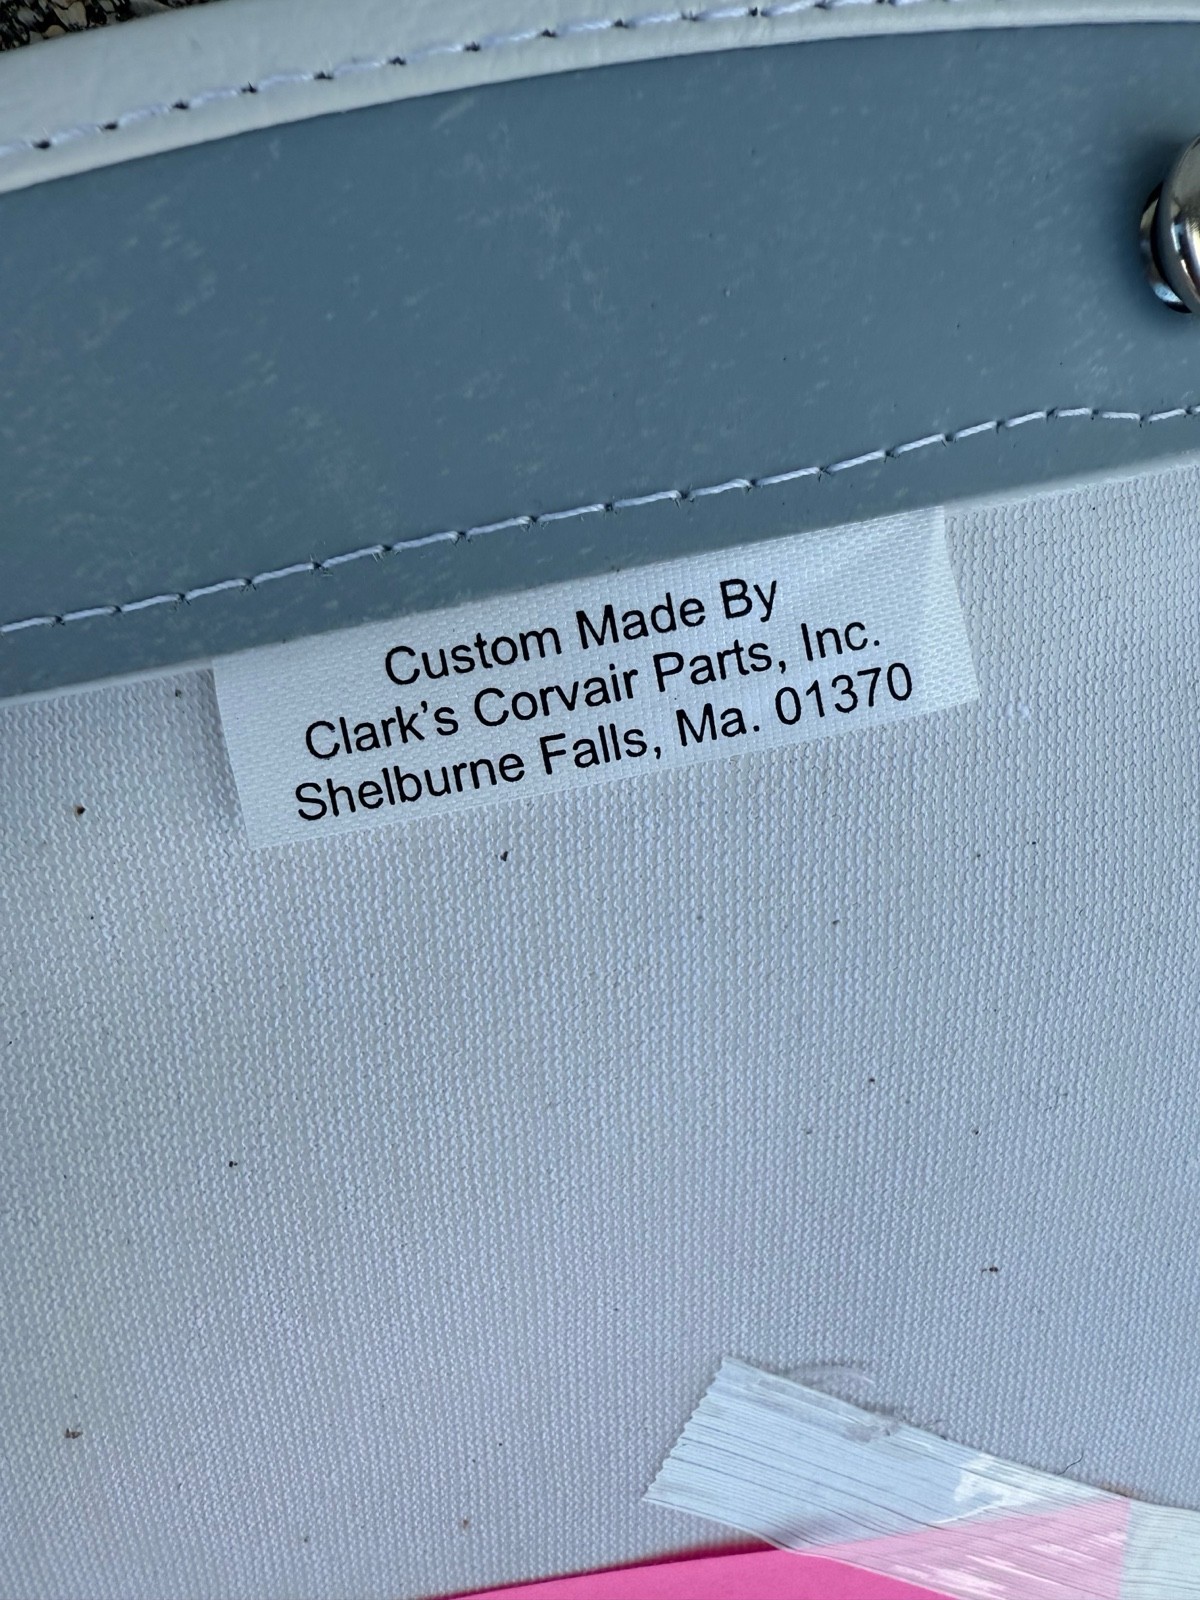 Custom Made By
Clark's Corvair Parts, Inc.
Shelburne Falls, Ma. 01370